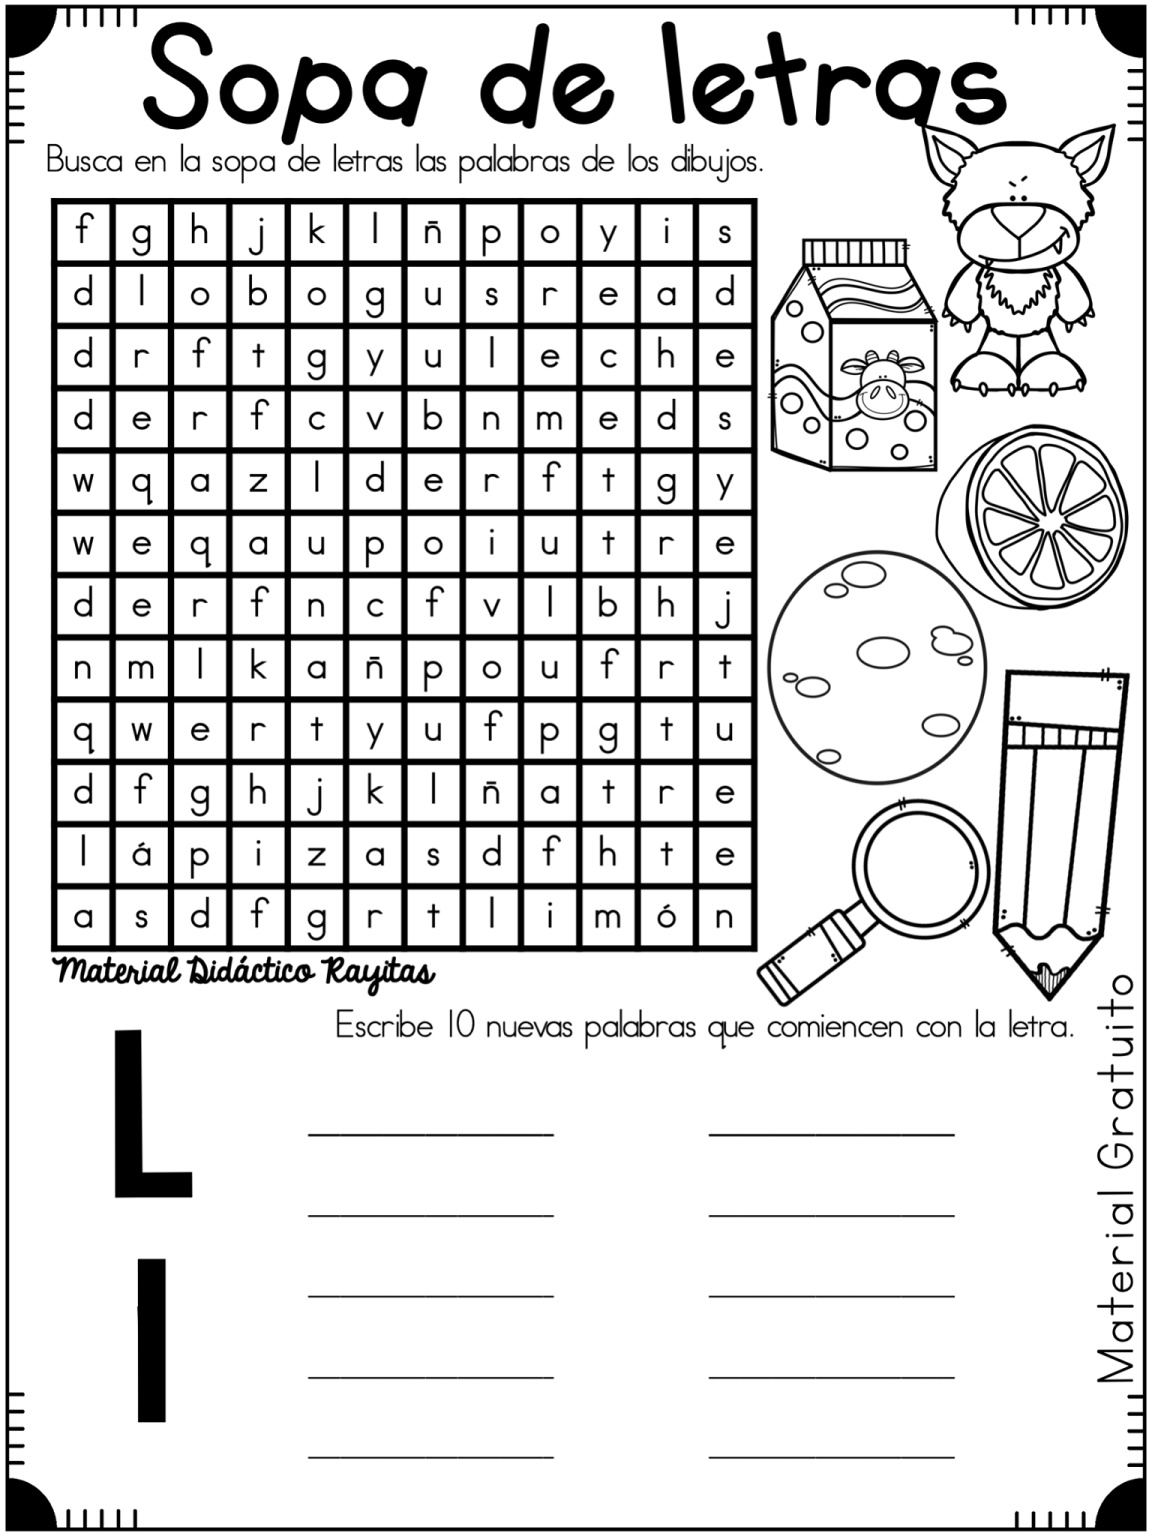 Sopa de letras
Busca en la sopa de letras las palabras de los dibujos.
f g h j k l ñ p o y i s
d l o b o g u s r e a d
d r f t g y u l e c h e
d e r f c v b n m e d s
w q a z l d e r f t g y
w e q a u p o i u t r e
d e r f n c f v l b h j
n m l k a ñ p o u f r t
q w e r t y u f p g t u
d f g h j k l ñ a t r e
l á p i z a s d f h t e
a s d f g r t l i m ó n
Material Didáctico Rayitas
Escribe 10 nuevas palabras que comiencen con la letra.
L
l
Material Gratuito